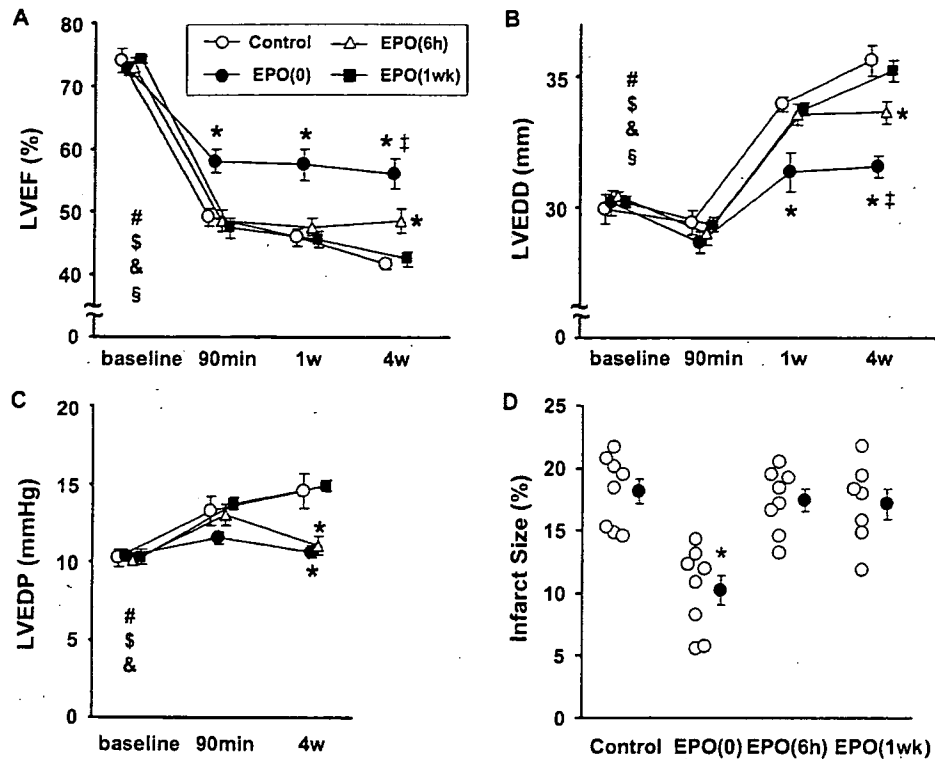 A
LVEF (%)
80
70
60
50
40
0
Control
EPO(6h)
EPO(0)
EPO(1wk)
*
*
* ‡
*
#
$
&
§
baseline 90min 1w 4w
B
LVEDD (mm)
35
30
0
#
$
&
§
*
*
* ‡
baseline 90min 1w 4w
C
LVEDP (mmHg)
20
15
10
5
0
*
*
#
$
&
baseline 90min 4w
D
Infarct Size (%)
25
20
15
10
5
0
*
Control EPO(0) EPO(6h) EPO(1wk)